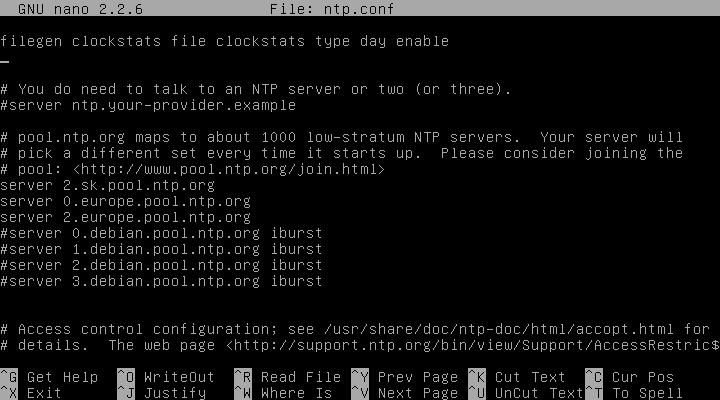 GNU nano 2.2.6 File: ntp.conf
filegen clockstats file clockstats type day enable
# You do need to talk to an NTP server or two (or three).
#server ntp.your-provider.example
# pool.ntp.org maps to about 1000 low-stratum NTP servers.  Your server will
# pick a different set every time it starts up.  Please consider joining the
# pool: <http://www.pool.ntp.org/join.html>
server 2.sk.pool.ntp.org
server 0.europe.pool.ntp.org
server 2.europe.pool.ntp.org
#server 0.debian.pool.ntp.org iburst
#server 1.debian.pool.ntp.org iburst
#server 2.debian.pool.ntp.org iburst
#server 3.debian.pool.ntp.org iburst
# Access control configuration; see /usr/share/doc/ntp-doc/html/accopt.html for
# details.  The web page <http://support.ntp.org/bin/view/Support/AccessRestric$
^G Get Help ^O WriteOut ^R Read File ^Y Prev Page ^K Cut Text ^C Cur Pos
^X Exit ^J Justify ^W Where Is ^V Next Page ^U UnCut Text ^T To Spell